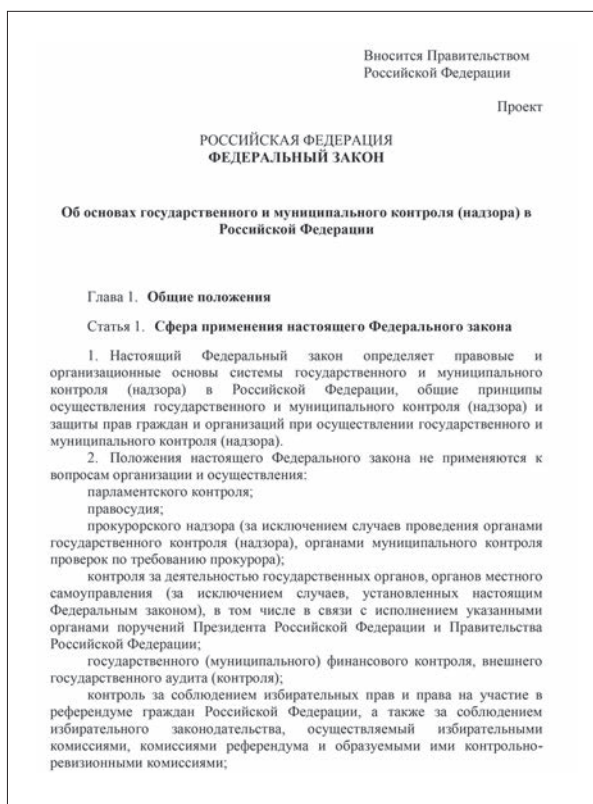 Вносится Правительством
Российской Федерации
Проект
РОССИЙСКАЯ ФЕДЕРАЦИЯ
ФЕДЕРАЛЬНЫЙ ЗАКОН
Об основах государственного и муниципального контроля (надзора) в
Российской Федерации
Глава 1. Общие положения
Статья 1. Сфера применения настоящего Федерального закона
1. Настоящий Федеральный закон определяет правовые и
организационные основы системы государственного и муниципального
контроля (надзора) в Российской Федерации, общие принципы
осуществления государственного и муниципального контроля (надзора) и
защиты прав граждан и организаций при осуществлении государственного и
муниципального контроля (надзора).
2. Положения настоящего Федерального закона не применяются к
вопросам организации и осуществления:
парламентского контроля;
правосудия;
прокурорского надзора (за исключением случаев проведения органами
государственного контроля (надзора), органами муниципального контроля
проверок по требованию прокурора);
контроля за деятельностью государственных органов, органов местного
самоуправления (за исключением случаев, установленных настоящим
Федеральным законом), в том числе в связи с исполнением указанными
органами поручений Президента Российской Федерации и Правительства
Российской Федерации;
государственного (муниципального) финансового контроля, внешнего
государственного аудита (контроля);
контроль за соблюдением избирательных прав и права на участие в
референдуме граждан Российской Федерации, а также за соблюдением
избирательного законодательства, осуществляемый избирательными
комиссиями, комиссиями референдума и образуемыми ими контрольно-
ревизионными комиссиями;